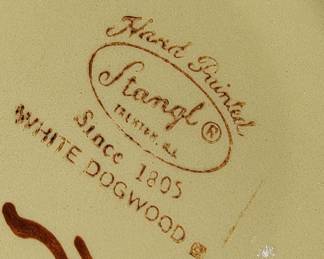 Hand Painted
Stangl ®
TRENTON, N.J.
Since 1805
WHITE DOGWOOD